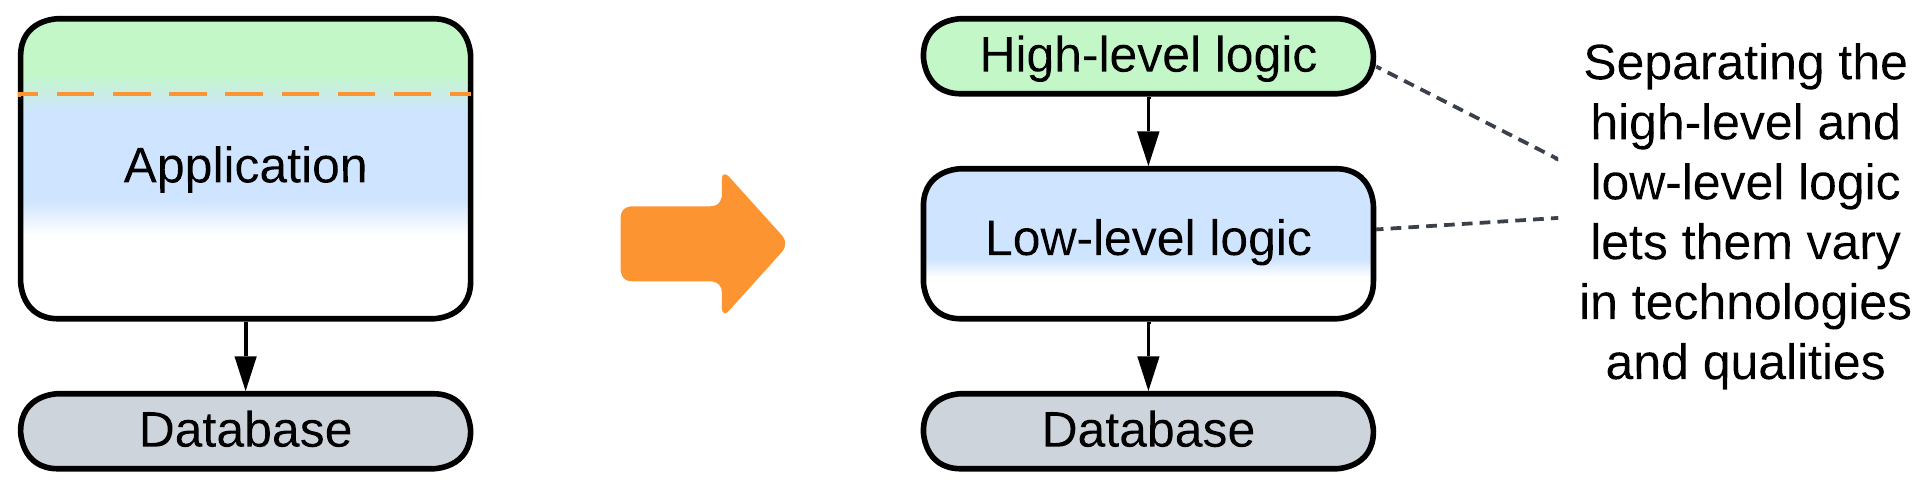 Application
Database
High-level logic
Low-level logic
Database
Separating the
high-level and
low-level logic
lets them vary
in technologies
and qualities